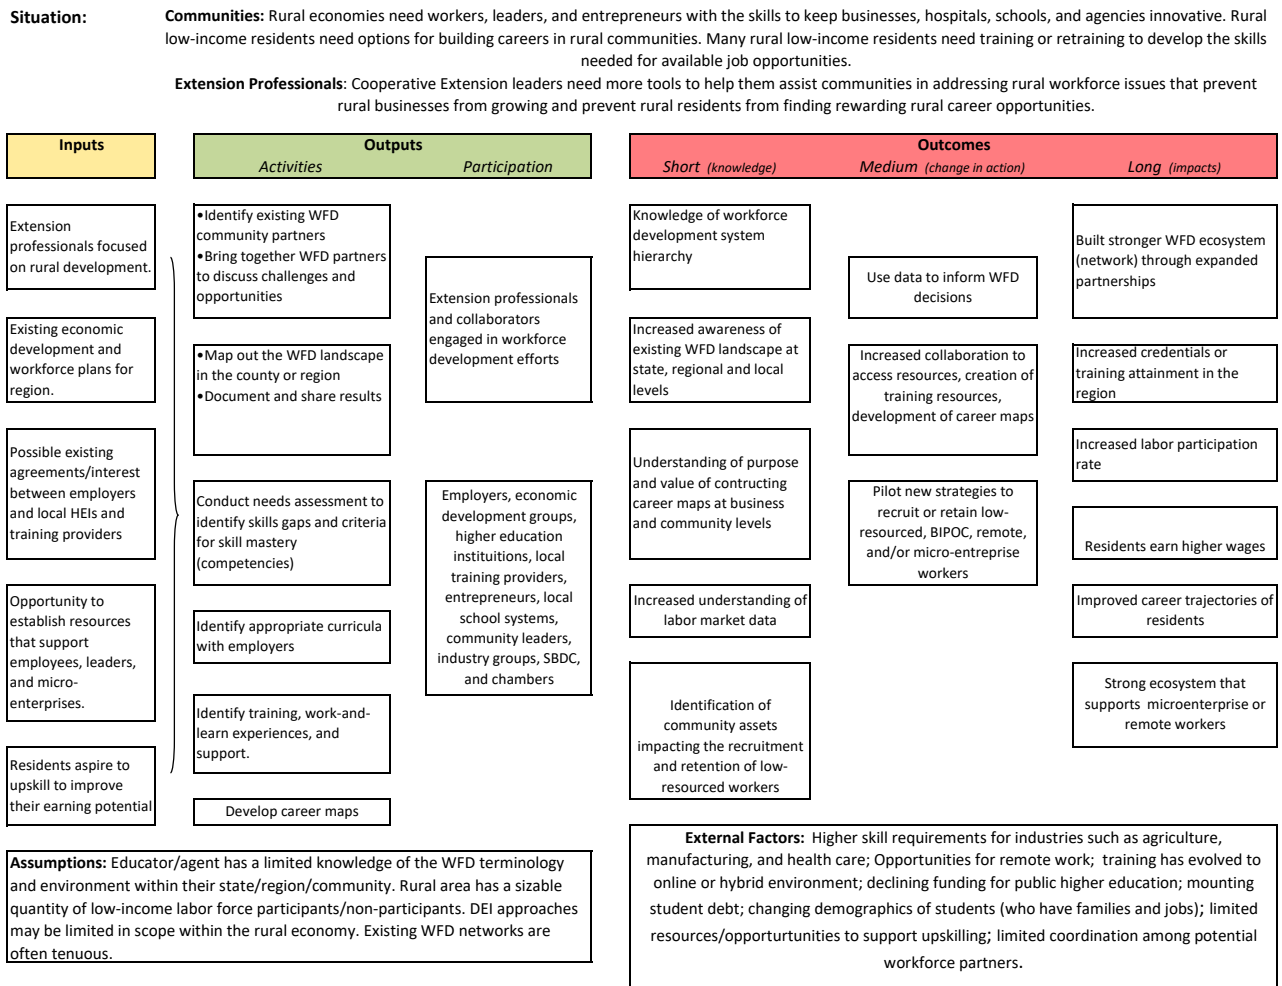 Situation:
Communities: Rural economies need workers, leaders, and entrepreneurs with the skills to keep businesses, hospitals, schools, and agencies innovative. Rural
low-income residents need options for building careers in rural communities. Many rural low-income residents need training or retraining to develop the skills
needed for available job opportunities.
Extension Professionals: Cooperative Extension leaders need more tools to help them assist communities in addressing rural workforce issues that prevent
rural businesses from growing and prevent rural residents from finding rewarding rural career opportunities.
Inputs
Outputs
Activities
Participation
Outcomes
Short (knowledge)
Medium (change in action)
Long (impacts)
Extension
professionals focused
on rural development.
Existing economic
development and
workforce plans for
region.
Possible existing
agreements/interest
between employers
and local HEIs and
training providers
Opportunity to
establish resources
that support
employees, leaders,
and micro-
enterprises.
Residents aspire to
upskill to improve
their earning potential
•Identify existing WFD
community partners
•Bring together WFD partners
to discuss challenges and
opportunities
•Map out the WFD landscape
in the county or region
•Document and share results
Conduct needs assessment to
identify skills gaps and criteria
for skill mastery
(competencies)
Identify appropriate curricula
with employers
Identify training, work-and-
learn experiences, and
support.
Develop career maps
Extension professionals
and collaborators
engaged in workforce
development efforts
Employers, economic
development groups,
higher education
instituitions, local
training providers,
entrepreneurs, local
school systems,
community leaders,
industry groups, SBDC,
and chambers
Knowledge of workforce
development system
hierarchy
Increased awareness of
existing WFD landscape at
state, regional and local
levels
Understanding of purpose
and value of contructing
career maps at business
and community levels
Increased understanding of
labor market data
Identification of
community assets
impacting the recruitment
and retention of low-
resourced workers
Use data to inform WFD
decisions
Increased collaboration to
access resources, creation of
training resources,
development of career maps
Pilot new strategies to
recruit or retain low-
resourced, BIPOC, remote,
and/or micro-entreprise
workers
Built stronger WFD ecosystem
(network) through expanded
partnerships
Increased credentials or
training attainment in the
region
Increased labor participation
rate
Residents earn higher wages
Improved career trajectories of
residents
Strong ecosystem that
supports microenterprise or
remote workers
Assumptions: Educator/agent has a limited knowledge of the WFD terminology
and environment within their state/region/community. Rural area has a sizable
quantity of low-income labor force participants/non-participants. DEI approaches
may be limited in scope within the rural economy. Existing WFD networks are
often tenuous.
External Factors: Higher skill requirements for industries such as agriculture,
manufacturing, and health care; Opportunities for remote work; training has evolved to
online or hybrid environment; declining funding for public higher education; mounting
student debt; changing demographics of students (who have families and jobs); limited
resources/opporturtunities to support upskilling; limited coordination among potential
workforce partners.